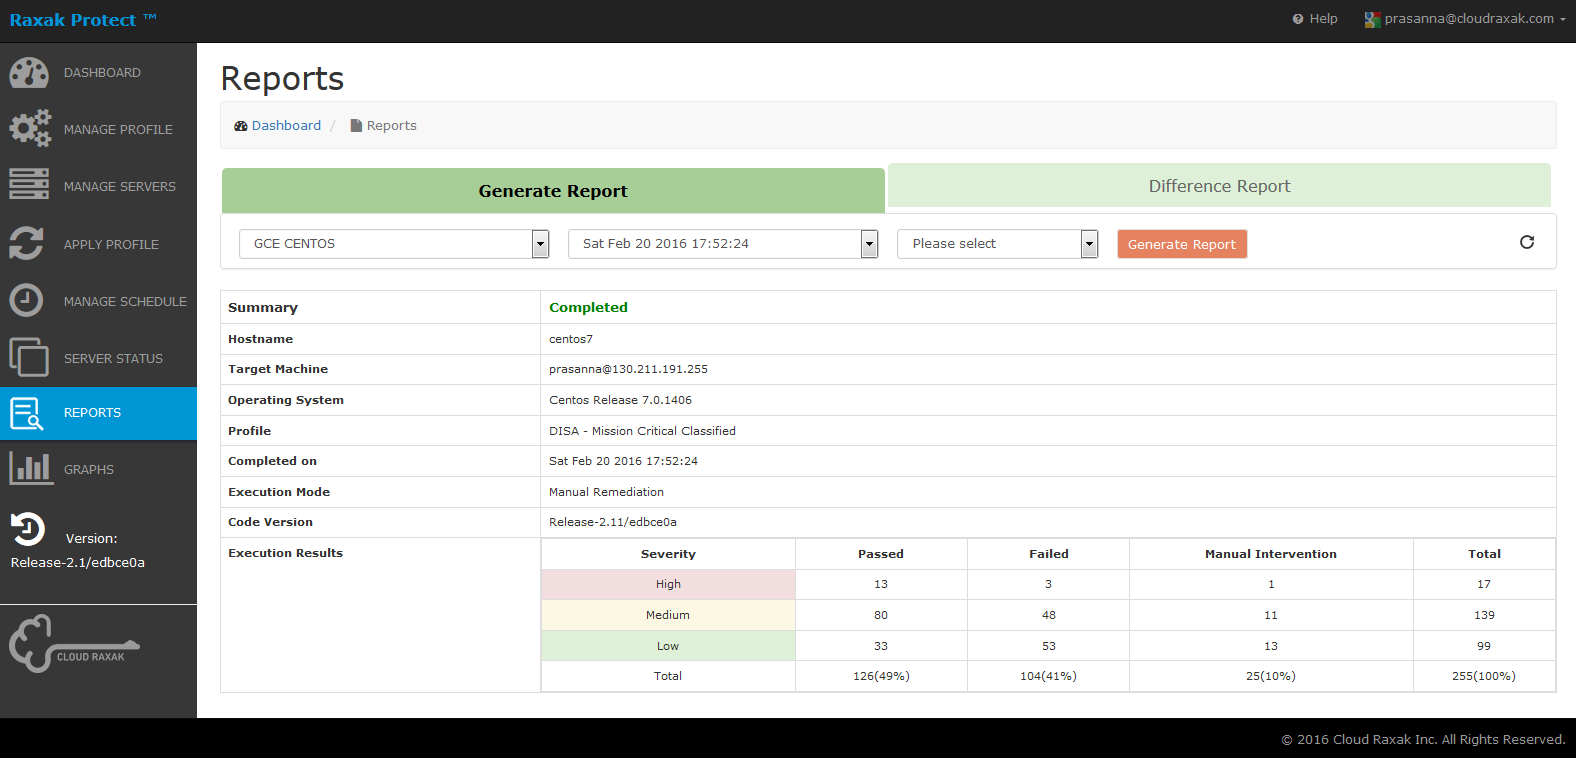 Raxak Protect ™
Help prasanna@cloudraxak.com
DASHBOARD
MANAGE PROFILE
MANAGE SERVERS
APPLY PROFILE
MANAGE SCHEDULE
SERVER STATUS
REPORTS
GRAPHS
Version:
Release-2.1/edbce0a
CLOUD RAXAK
Reports
Dashboard / Reports
Generate Report Difference Report
GCE CENTOS Sat Feb 20 2016 17:52:24 Please select Generate Report
Summary Completed
Hostname centos7
Target Machine prasanna@130.211.191.255
Operating System Centos Release 7.0.1406
Profile DISA - Mission Critical Classified
Completed on Sat Feb 20 2016 17:52:24
Execution Mode Manual Remediation
Code Version Release-2.11/edbce0a
Execution Results Severity Passed Failed Manual Intervention Total
High 13 3 1 17
Medium 80 48 11 139
Low 33 53 13 99
Total 126(49%) 104(41%) 25(10%) 255(100%)
© 2016 Cloud Raxak Inc. All Rights Reserved.